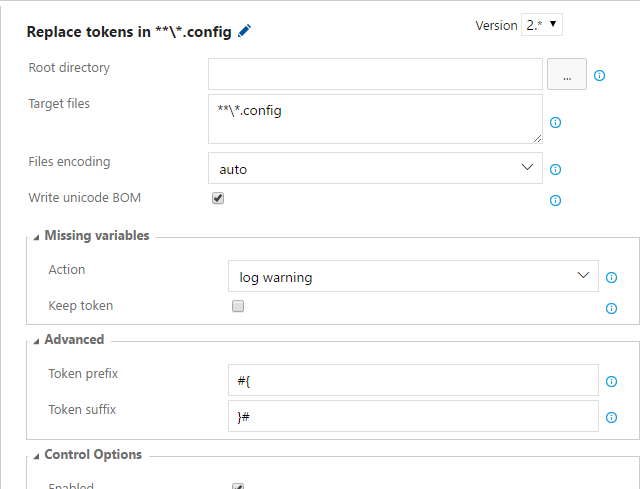 Replace tokens in **\*.config
Version 2.*
Root directory
...
Target files
**\*.config
Files encoding
auto
Write unicode BOM
Missing variables
Action
log warning
Keep token
Advanced
Token prefix
#{
Token suffix
}#
Control Options
Enabled